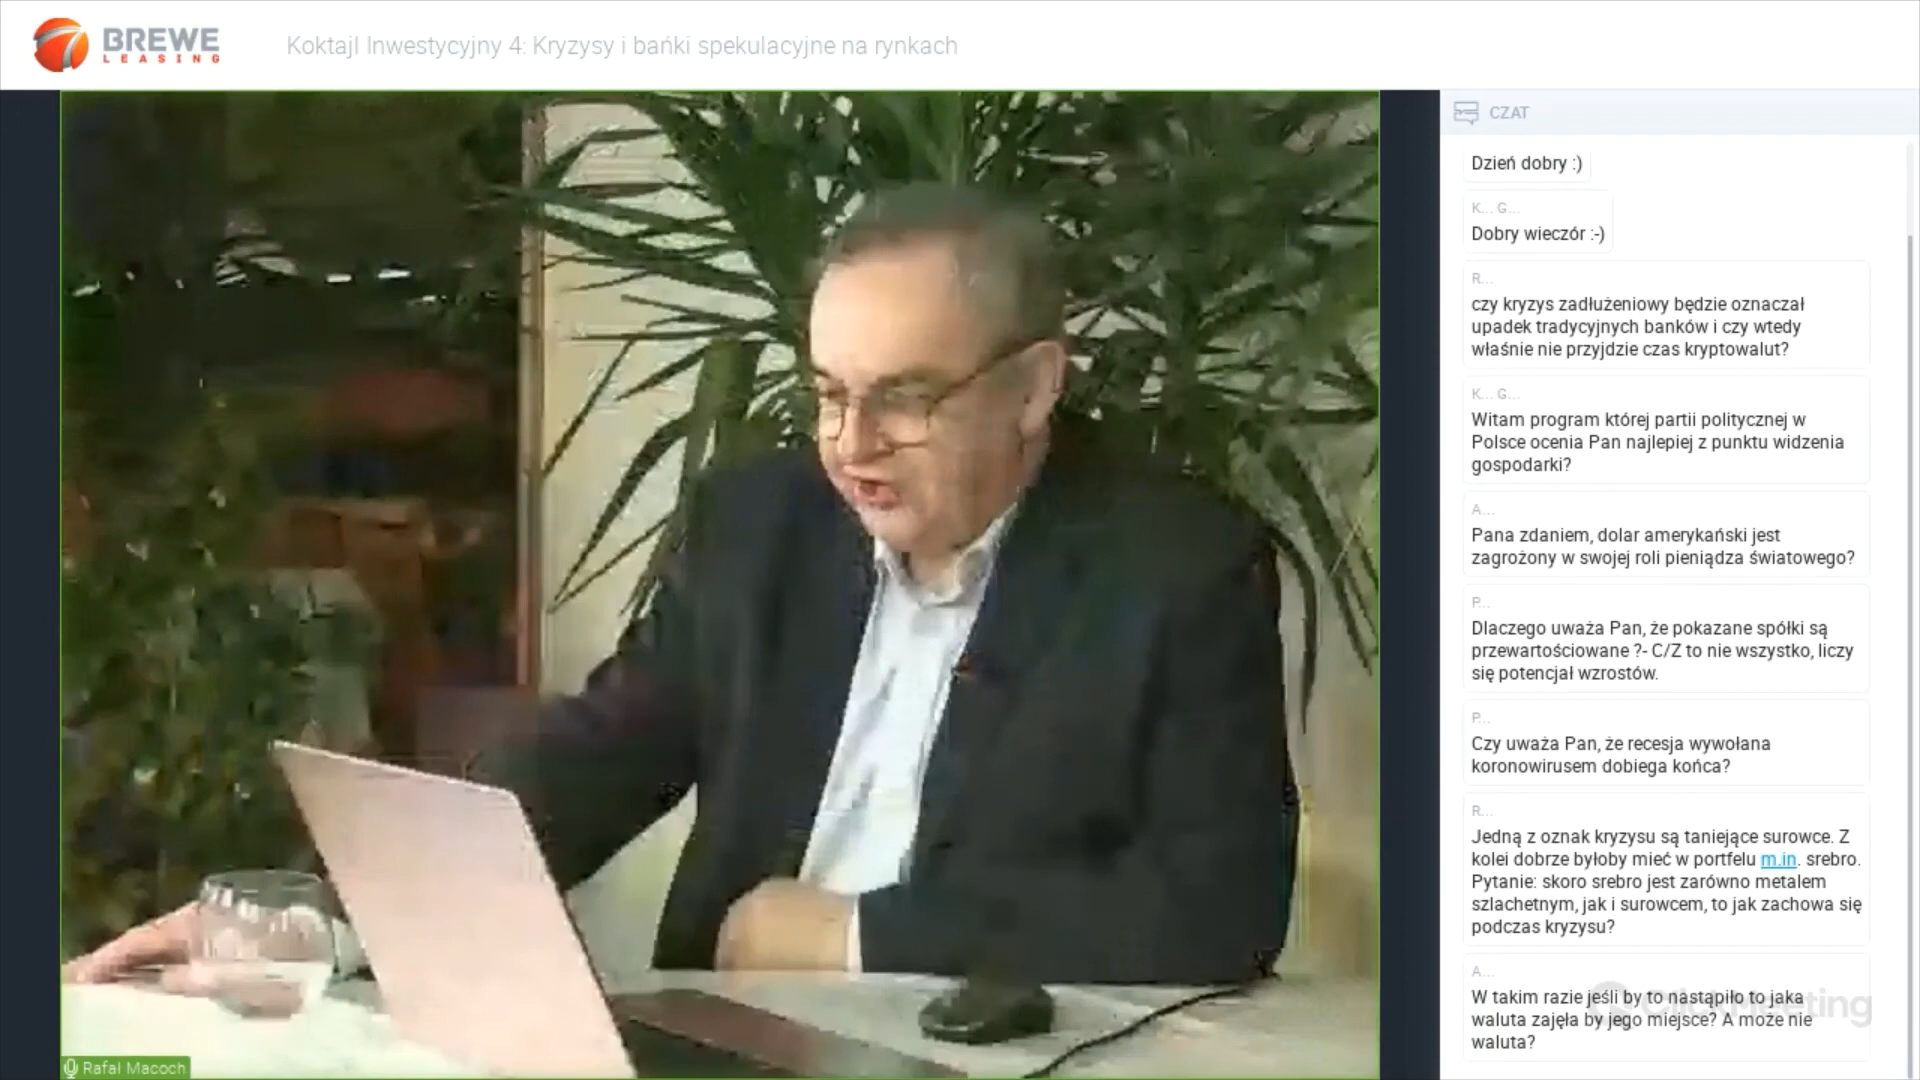 BREWE
LEASING
Koktajl Inwestycyjny 4: Kryzysy i bańki spekulacyjne na rynkach
CZAT
Dzień dobry :)
K... G...
Dobry wieczór :-)
R...
czy kryzys zadłużeniowy będzie oznaczał
upadek tradycyjnych banków i czy wtedy
właśnie nie przyjdzie czas kryptowalut?
K... G...
Witam program której partii politycznej w
Polsce ocenia Pan najlepiej z punktu widzenia
gospodarki?
A...
Pana zdaniem, dolar amerykański jest
zagrożony w swojej roli pieniądza światowego?
P...
Dlaczego uważa Pan, że pokazane spółki są
przewartościowane ?- C/Z to nie wszystko, liczy
się potencjał wzrostów.
P...
Czy uważa Pan, że recesja wywołana
koronowirusem dobiega końca?
R...
Jedną z oznak kryzysu są taniejące surowce. Z
kolei dobrze byłoby mieć w portfelu m.in. srebro.
Pytanie: skoro srebro jest zarówno metalem
szlachetnym, jak i surowcem, to jak zachowa się
podczas kryzysu?
A...
W takim razie jeśli by to nastąpiło to jaka
waluta zajęła by jego miejsce? A może nie
waluta?
ClickMeeting
Rafał Macoch